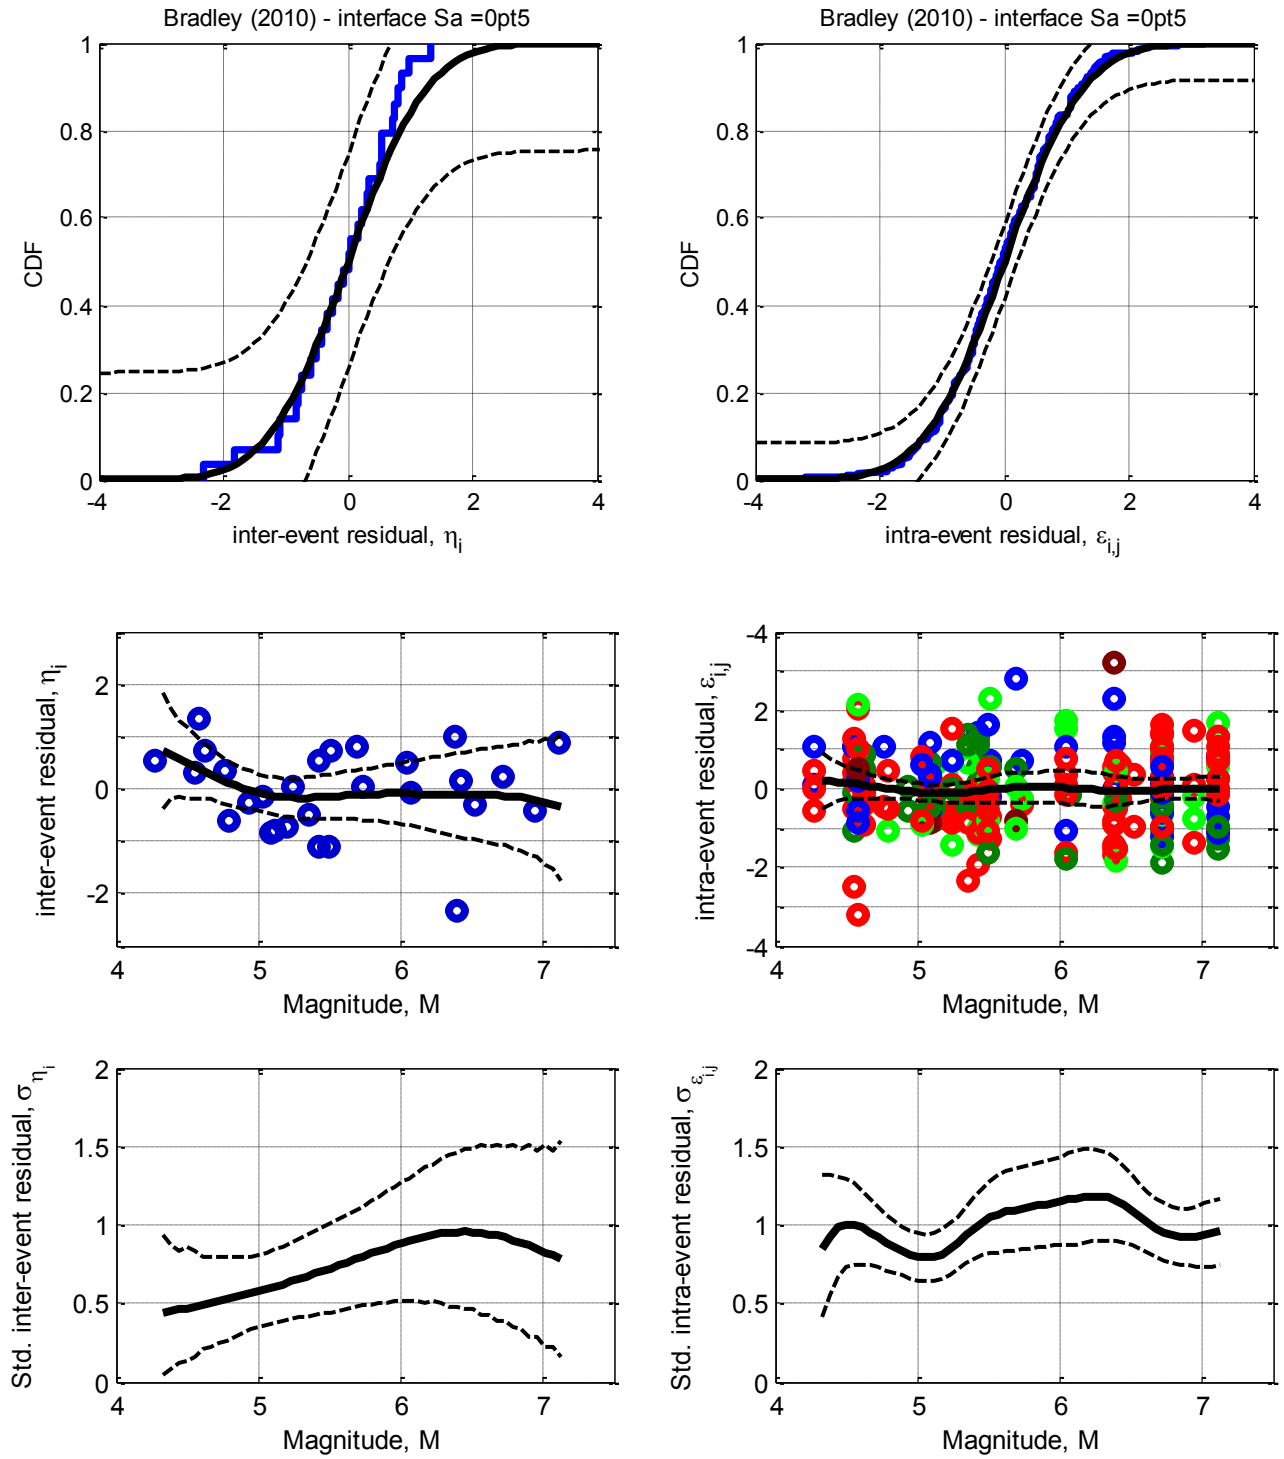 Bradley (2010) - interface Sa =0pt5
1
0.8
0.6
0.4
0.2
0
CDF
-4 -2 0 2 4
inter-event residual, ηi
Bradley (2010) - interface Sa =0pt5
1
0.8
0.6
0.4
0.2
0
CDF
-4 -2 0 2 4
intra-event residual, εi,j
2
0
-2
inter-event residual, ηi
4 5 6 7
Magnitude, M
-4
2
0
-2
-4
intra-event residual, εi,j
4 5 6 7
Magnitude, M
2
1.5
1
0.5
0
Std. inter-event residual, σηi
4 5 6 7
Magnitude, M
2
1.5
1
0.5
0
Std. intra-event residual, σεi,j
4 5 6 7
Magnitude, M